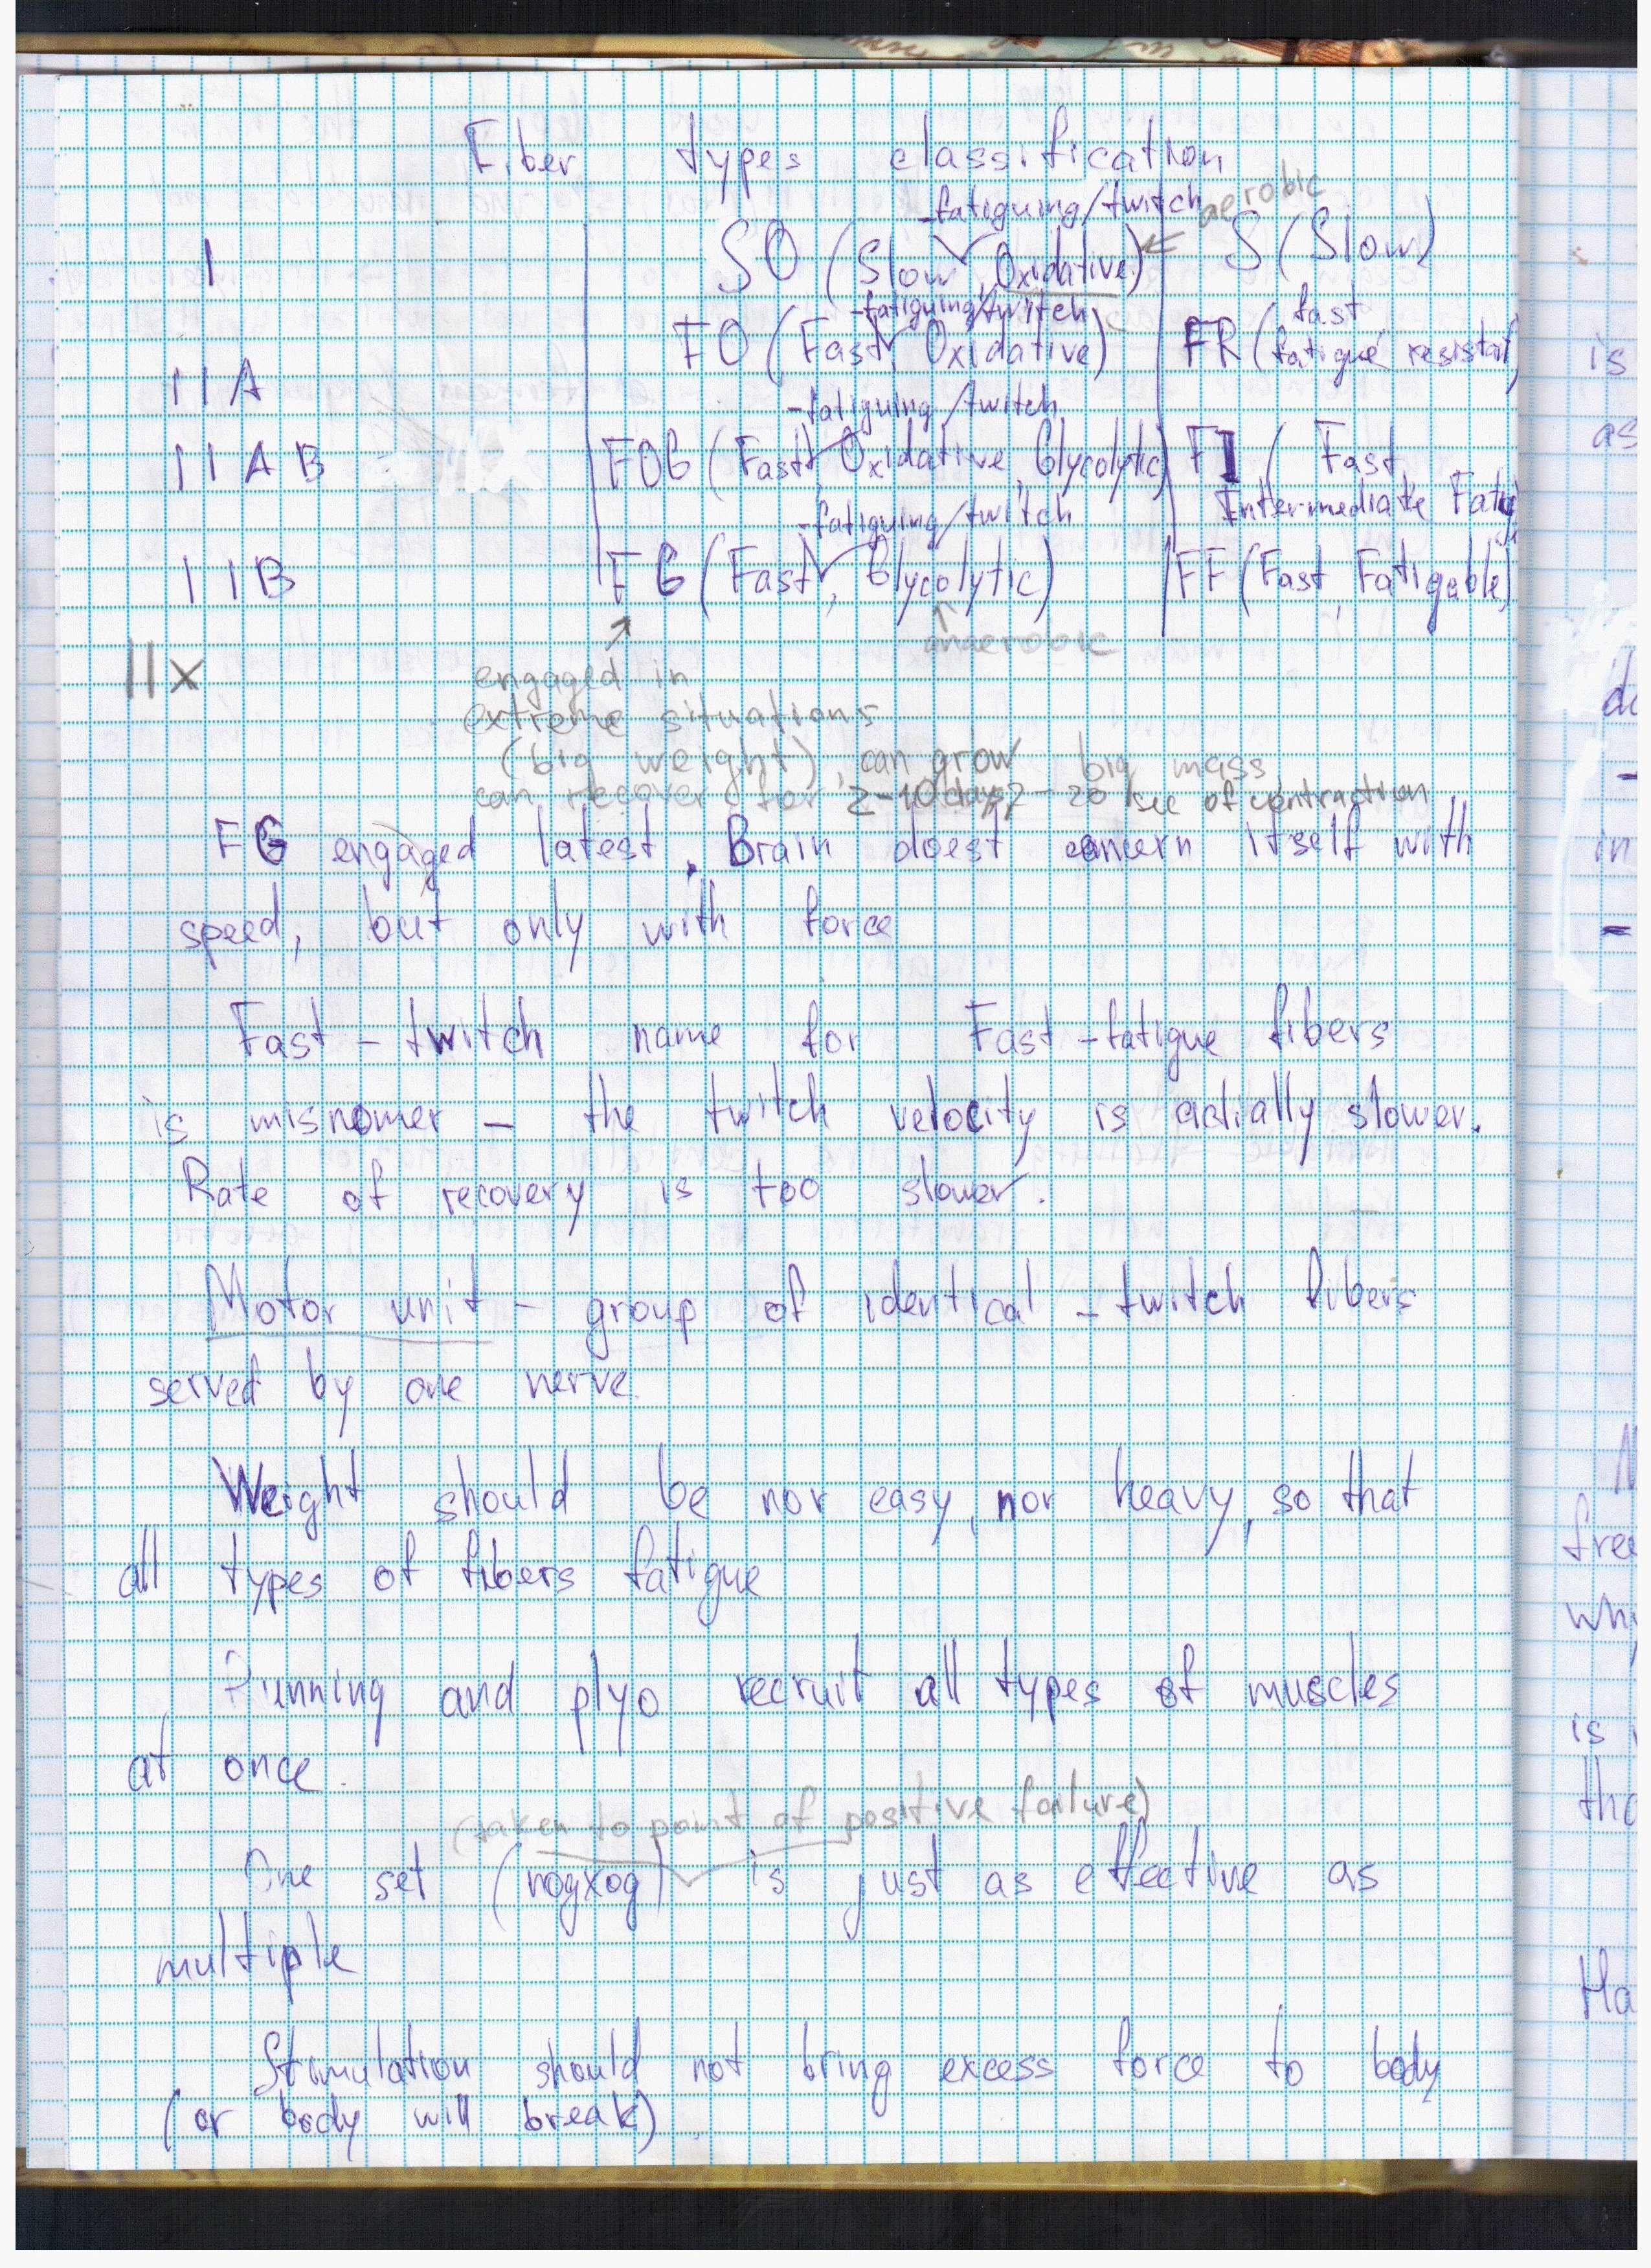 Fiber types classification
-fatiguing/twitch aerobic
I SO (Slow, Oxidative) S (Slow)
-fatiguing/twitch fast
IIA FO (Fast, Oxidative) FR (fatigue resistant)
-fatiguing/twitch
IIAB FOG (Fast, Oxidative, Glycolytic) FI (Fast,
-fatiguing/twitch Intermediate Fatig
IIB FG (Fast, Glycolytic) FF (Fast, Fatigable)
IIx anaerobic
engaged in
extreme situations
(big weight), can grow big mass
can recover for 2-10 days, 2-20 sec of contraction
FG engaged latest. Brain doest concern itself with
speed, but only with force
Fast-twitch name for Fast-fatigue fibers
is misnomer - the twitch velocity is actially slower.
Rate of recovery is too slower.
Motor unit - group of identical-twitch fibers
served by one nerve.
Weight should be nor easy, nor heavy, so that
all types of fibers fatigue
Running and plyo recruit all types of muscles
at once.
(taken to point of positive failure)
One set (подход) is just as effective as
multiple
Stimulation should not bring excess force to body
(or body will break).
is
as
do
-
in
-
free
why
is
tho
Ha